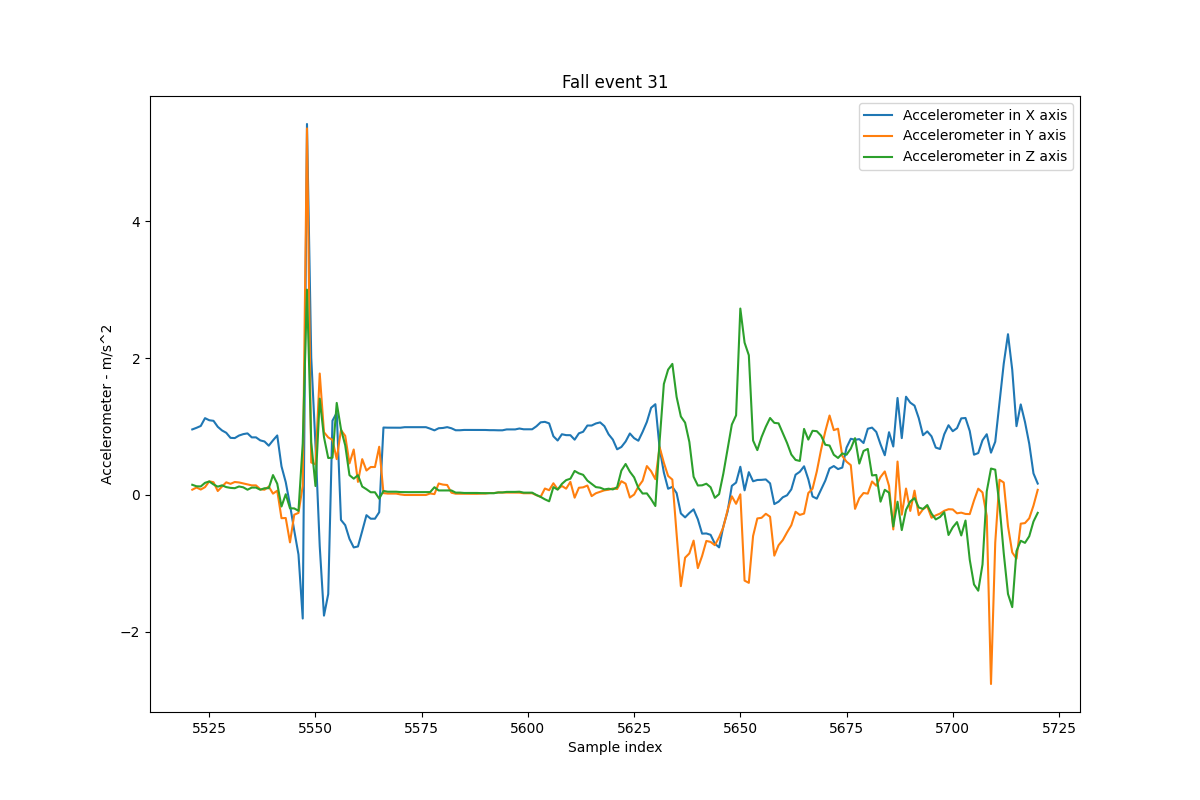 Fall event 31
Accelerometer in X axis
Accelerometer in Y axis
Accelerometer in Z axis
Accelerometer - m/s^2
4
2
0
−2
5525 5550 5575 5600 5625 5650 5675 5700 5725
Sample index